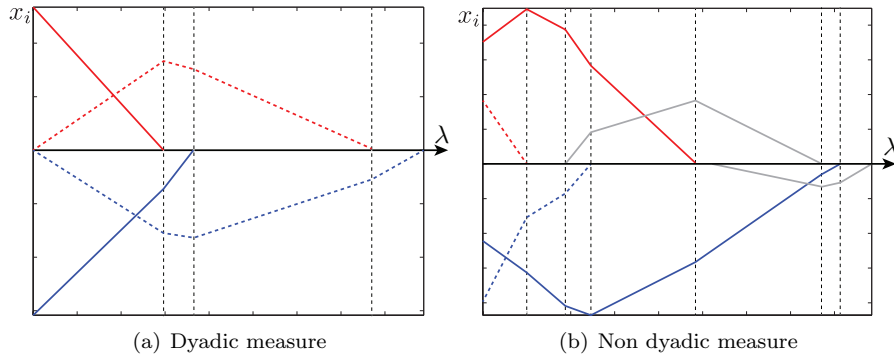 x_i
λ
x_i
λ
(a) Dyadic measure
(b) Non dyadic measure